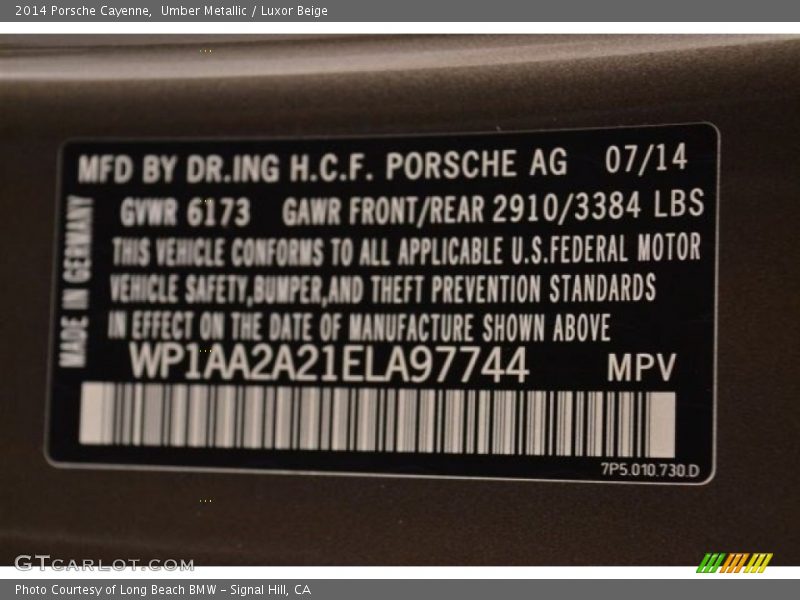 2014 Porsche Cayenne,  Umber Metallic / Luxor Beige
MFD BY DR.ING H.C.F. PORSCHE AG 07/14
GVWR 6173 GAWR FRONT/REAR 2910/3384 LBS
THIS VEHICLE CONFORMS TO ALL APPLICABLE U.S.FEDERAL MOTOR
VEHICLE SAFETY,BUMPER,AND THEFT PREVENTION STANDARDS
IN EFFECT ON THE DATE OF MANUFACTURE SHOWN ABOVE
WP1AA2A21ELA97744 MPV
MADE IN GERMANY
7P5.010.730.D
GTCARLOT.COM
Photo Courtesy of Long Beach BMW - Signal Hill, CA